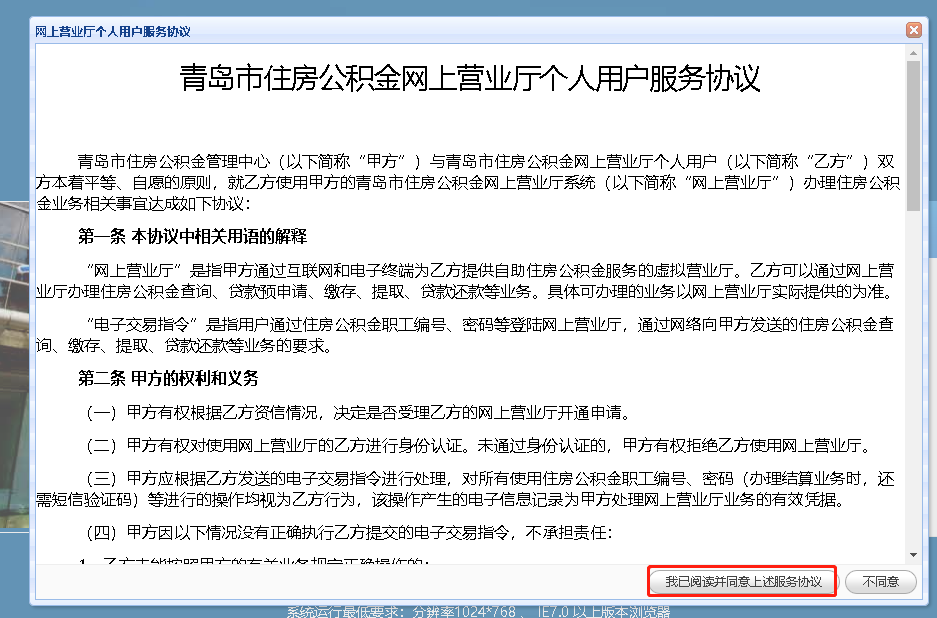 网上营业厅个人用户服务协议
青岛市住房公积金网上营业厅个人用户服务协议
青岛市住房公积金管理中心（以下简称“甲方”）与青岛市住房公积金网上营业厅个人用户（以下简称“乙方”）双
方本着平等、自愿的原则，就乙方使用甲方的青岛市住房公积金网上营业厅系统（以下简称“网上营业厅”）办理住房公积
金业务相关事宜达成如下协议：
第一条 本协议中相关用语的解释
“网上营业厅”是指甲方通过互联网和电子终端为乙方提供自助住房公积金服务的虚拟营业厅。乙方可以通过网上营
业厅办理住房公积金查询、贷款预申请、缴存、提取、贷款还款等业务。具体可办理的业务以网上营业厅实际提供的为准。
“电子交易指令”是指用户通过住房公积金职工编号、密码等登陆网上营业厅，通过网络向甲方发送的住房公积金查
询、缴存、提取、贷款还款等业务的要求。
第二条 甲方的权利和义务
（一）甲方有权根据乙方资信情况，决定是否受理乙方的网上营业厅开通申请。
（二）甲方有权对使用网上营业厅的乙方进行身份认证。未通过身份认证的，甲方有权拒绝乙方使用网上营业厅。
（三）甲方应根据乙方发送的电子交易指令进行处理，对所有使用住房公积金职工编号、密码（办理结算业务时，还
需短信验证码）等进行的操作均视为乙方行为，该操作产生的电子信息记录为甲方处理网上营业厅业务的有效凭据。
（四）甲方因以下情况没有正确执行乙方提交的电子交易指令，不承担责任：
1、乙方未能按照甲方的有关业务规定正确操作的；
我已阅读并同意上述服务协议
不同意
系统运行最低要求：分辨率1024*768 、 IE7.0 以上版本浏览器